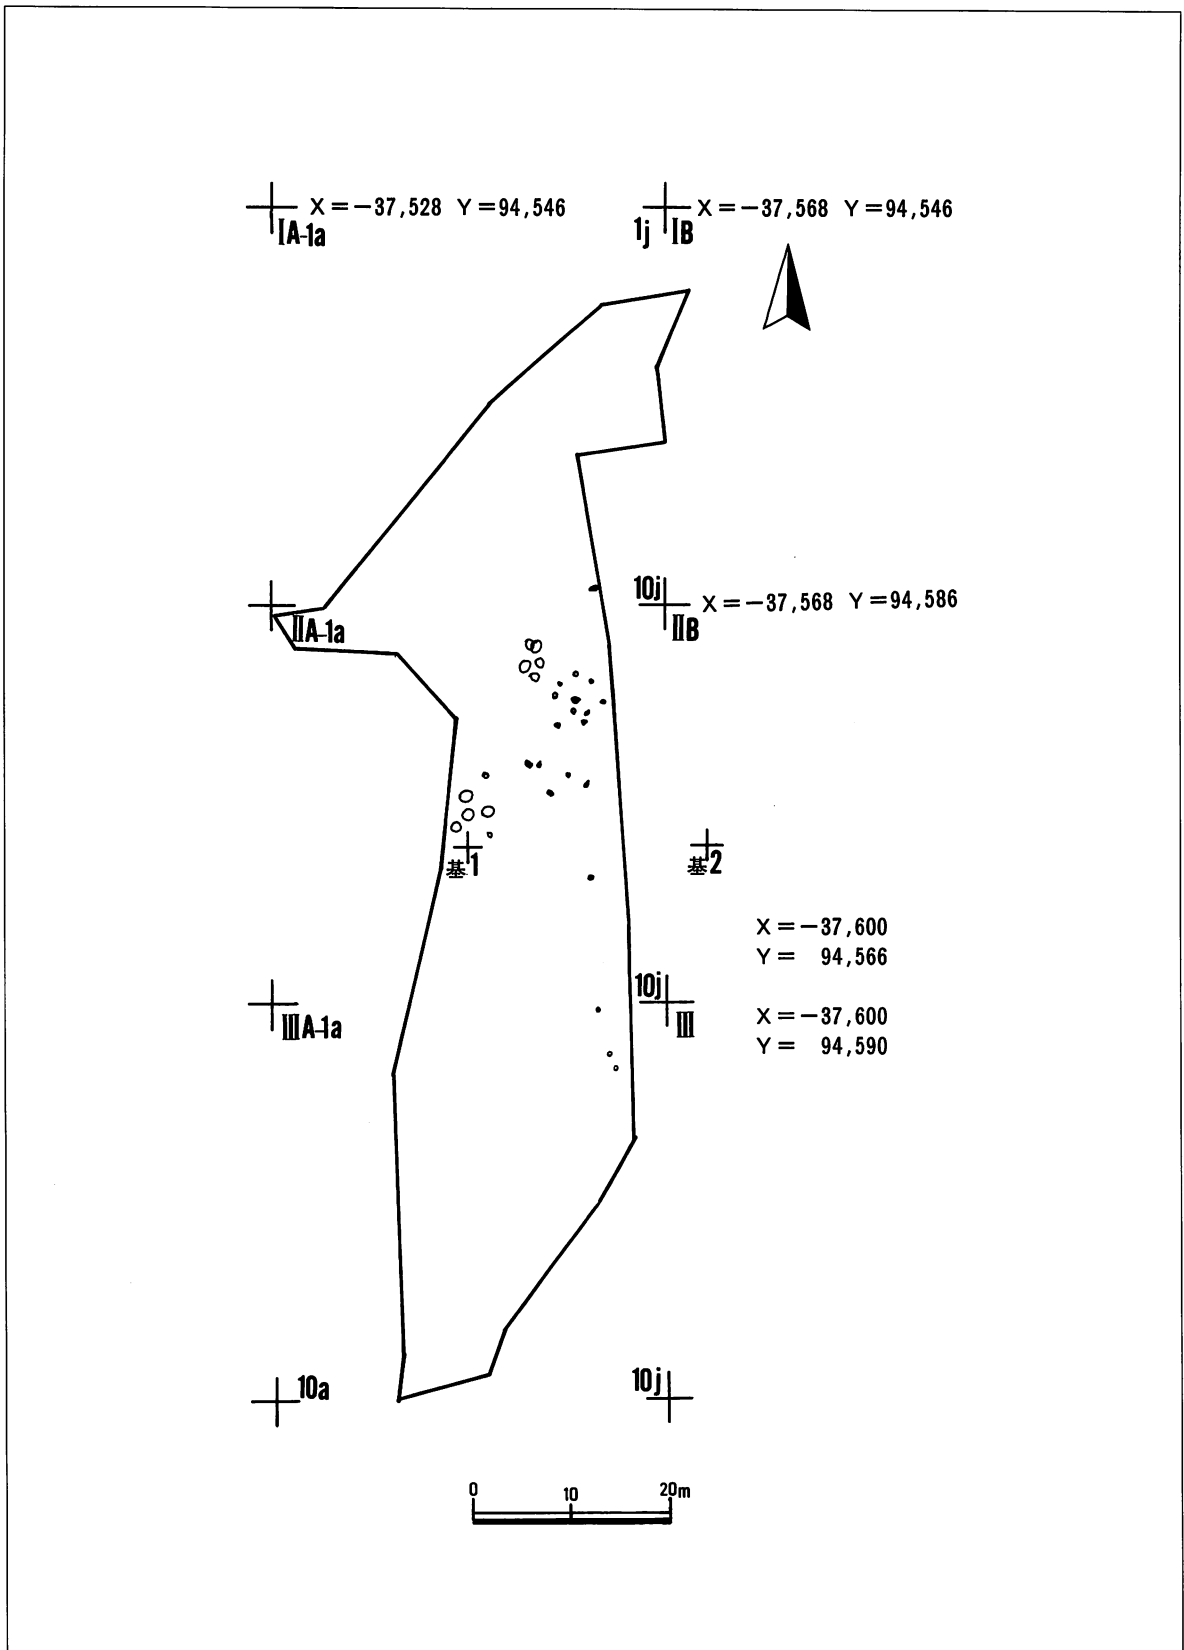 X=-37,528 Y=94,546
ⅠA-1a
X=-37,568 Y=94,546
1j ⅠB
10j
X=-37,568 Y=94,586
ⅡA-1a
ⅡB
基1
基2
X=-37,600
Y= 94,566
10j
ⅢA-1a
Ⅲ
X=-37,600
Y= 94,590
10a
10j
0 10 20m